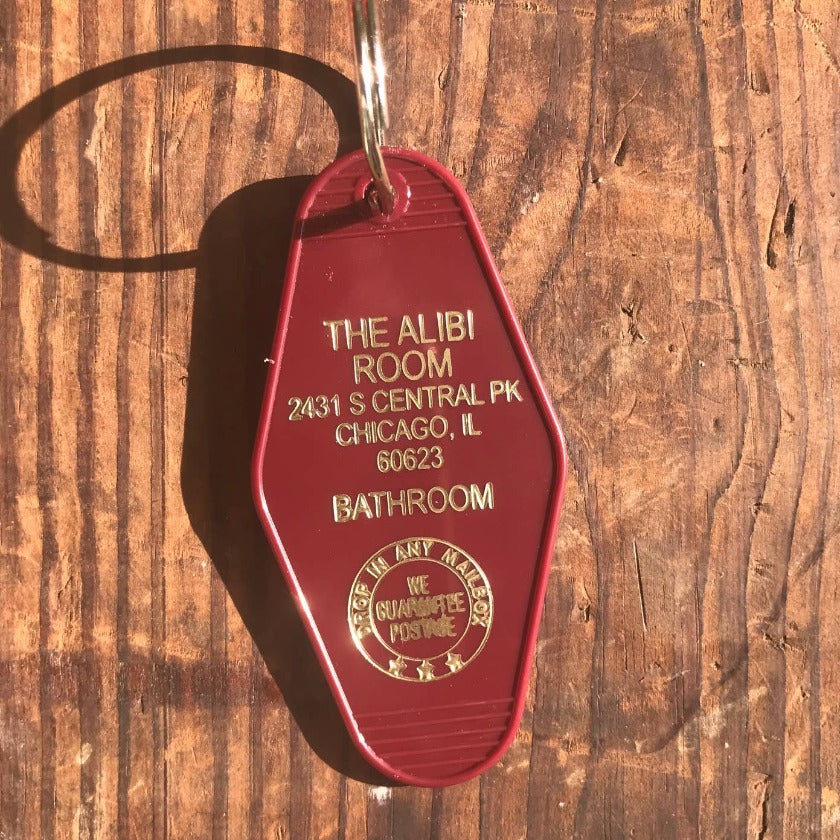 THE ALIBI
ROOM
2431 S CENTRAL PK
CHICAGO, IL
60623
BATHROOM
DROP IN ANY MAILBOX
WE
GUARANTEE
POSTAGE